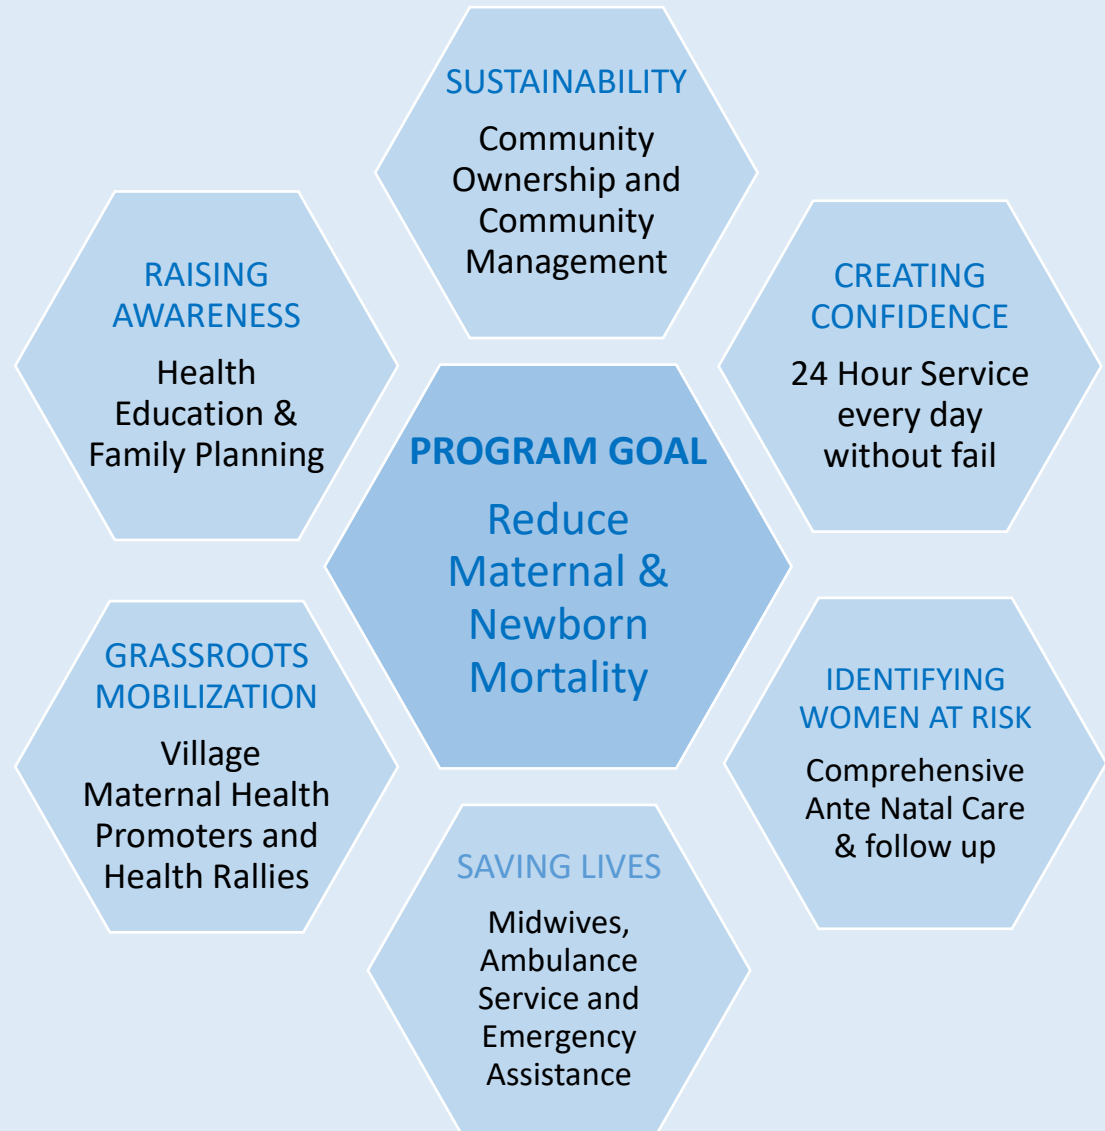 SUSTAINABILITY
Community
Ownership and
Community
Management
RAISING
AWARENESS
Health
Education &
Family Planning
CREATING
CONFIDENCE
24 Hour Service
every day
without fail
PROGRAM GOAL
Reduce
Maternal &
Newborn
Mortality
GRASSROOTS
MOBILIZATION
Village
Maternal Health
Promoters and
Health Rallies
IDENTIFYING
WOMEN AT RISK
Comprehensive
Ante Natal Care
& follow up
SAVING LIVES
Midwives,
Ambulance
Service and
Emergency
Assistance